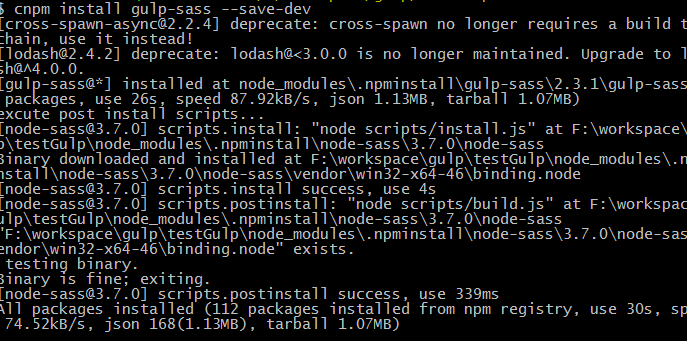 $ cnpm install gulp-sass --save-dev
[cross-spawn-async@2.2.4] deprecate: cross-spawn no longer requires a build t
chain, use it instead!
[lodash@2.4.2] deprecate: lodash@<3.0.0 is no longer maintained. Upgrade to l
sh@^4.0.0.
[gulp-sass@*] installed at node_modules\.npminstall\gulp-sass\2.3.1\gulp-sass
packages, use 26s, speed 87.92kB/s, json 1.13MB, tarball 1.07MB)
excute post install scripts...
[node-sass@3.7.0] scripts.install: "node scripts/install.js" at F:\workspace\
p\testGulp\node_modules\.npminstall\node-sass\3.7.0\node-sass
Binary downloaded and installed at F:\workspace\gulp\testGulp\node_modules\.n
nstall\node-sass\3.7.0\node-sass\vendor\win32-x64-46\binding.node
[node-sass@3.7.0] scripts.install success, use 4s
[node-sass@3.7.0] scripts.postinstall: "node scripts/build.js" at F:\workspac
ulp\testGulp\node_modules\.npminstall\node-sass\3.7.0\node-sass
"F:\workspace\gulp\testGulp\node_modules\.npminstall\node-sass\3.7.0\node-sas
endor\win32-x64-46\binding.node" exists.
testing binary.
Binary is fine; exiting.
[node-sass@3.7.0] scripts.postinstall success, use 339ms
All packages installed (112 packages installed from npm registry, use 30s, sp
74.52kB/s, json 168(1.13MB), tarball 1.07MB)